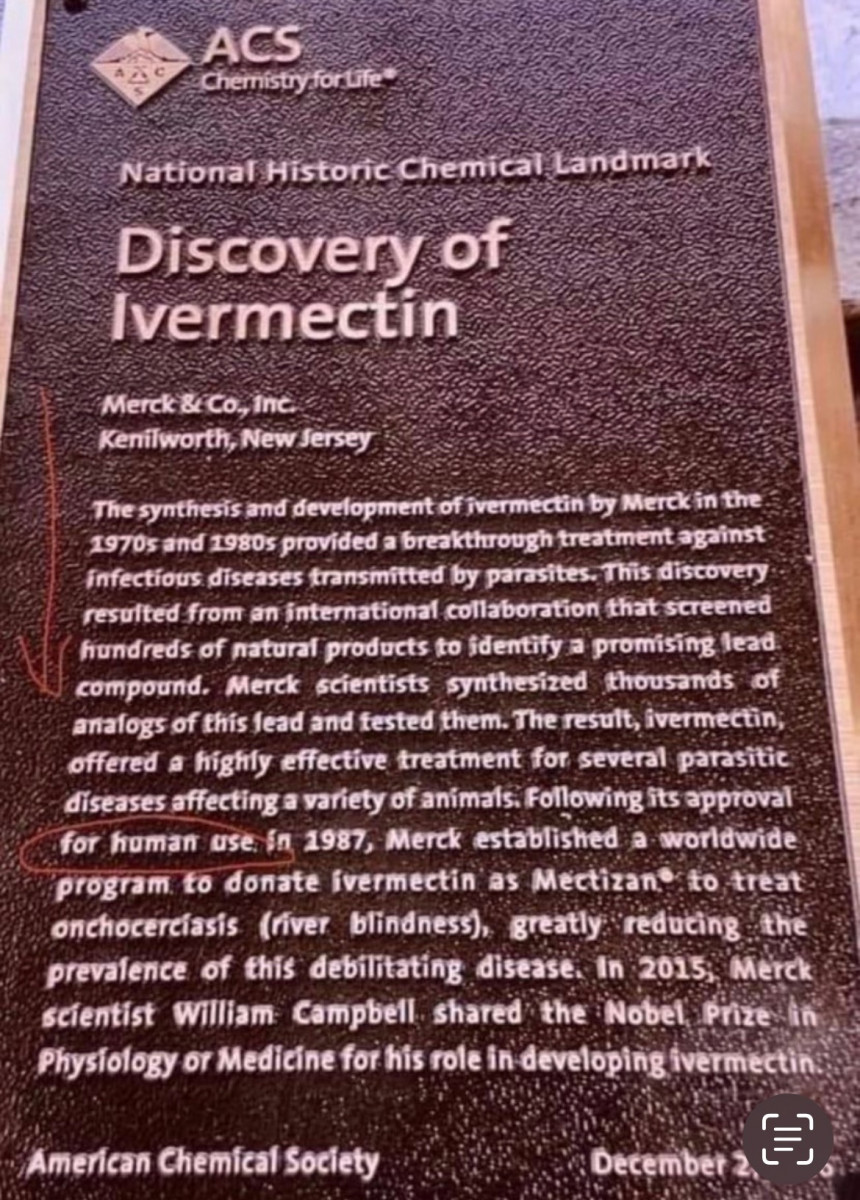 ACS
Chemistry for Life®
A C S
National Historic Chemical Landmark
Discovery of
Ivermectin
Merck & Co., Inc.
Kenilworth, New Jersey
The synthesis and development of ivermectin by Merck in the
1970s and 1980s provided a breakthrough treatment against
infectious diseases transmitted by parasites. This discovery
resulted from an international collaboration that screened
hundreds of natural products to identify a promising lead
compound. Merck scientists synthesized thousands of
analogs of this lead and tested them. The result, ivermectin,
offered a highly effective treatment for several parasitic
diseases affecting a variety of animals. Following its approval
for human use in 1987, Merck established a worldwide
program to donate ivermectin as Mectizan® to treat
onchocerciasis (river blindness), greatly reducing the
prevalence of this debilitating disease. In 2015, Merck
scientist William Campbell shared the Nobel Prize in
Physiology or Medicine for his role in developing ivermectin.
American Chemical Society
December